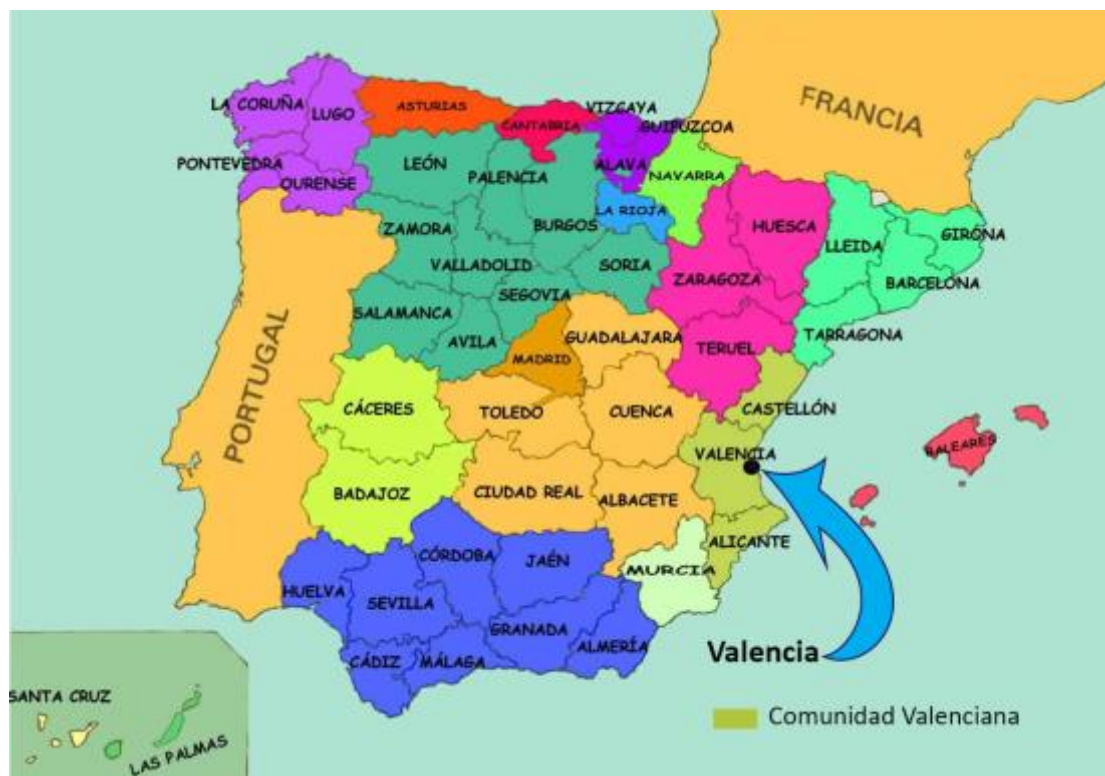 FRANCIA
VIZCAYA
LA CORUÑA
LUGO
ASTURIAS
CANTABRIA
GUIPUZCOA
PONTEVEDRA
OURENSE
LEÓN
PALENCIA
ALAVA
NAVARRA
LA RIOJA
BURGOS
HUESCA
LLEIDA
GIRÓNA
ZAMORA
VALLADOLID
SORIA
ZARAGOZA
BARCELONA
SEGOVIA
SALAMANCA
AVILA
MADRID
GUADALAJARA
TERUEL
TARRAGONA
PORTUGAL
CÁCERES
TOLEDO
CUENCA
CASTELLÓN
VALENCIA
BALEARES
BADAJOZ
CIUDAD REAL
ALBACETE
ALICANTE
CÓRDOBA
JAÉN
MURCIA
HUELVA
SEVILLA
GRANADA
ALMERÍA
CÁDIZ
MÁLAGA
Valencia
SANTA CRUZ
LAS PALMAS
Comunidad Valenciana